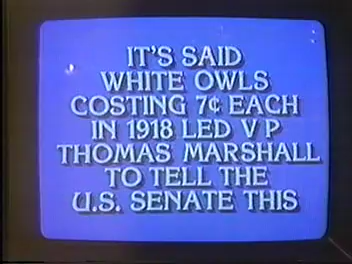 IT'S SAID
WHITE OWLS
COSTING 7¢ EACH
IN 1918 LED V P
THOMAS MARSHALL
TO TELL THE
U.S. SENATE THIS